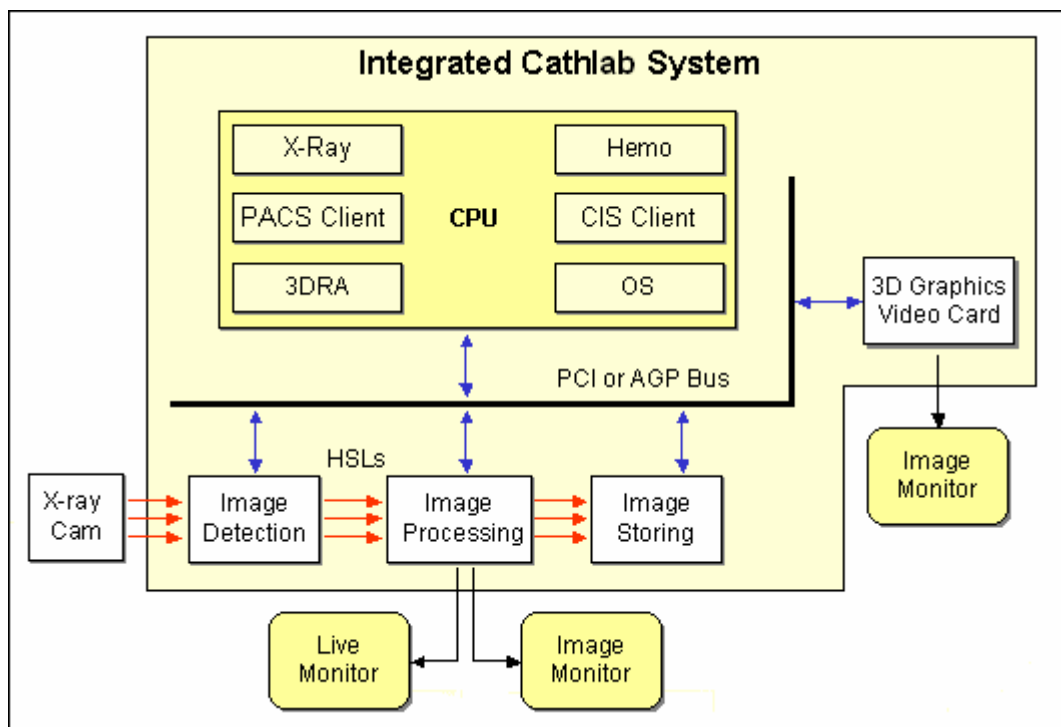 Integrated Cathlab System
X-Ray
Hemo
PACS Client
CPU
CIS Client
3DRA
OS
3D Graphics
Video Card
PCI or AGP Bus
Image
Monitor
HSLs
X-ray
Cam
Image
Detection
Image
Processing
Image
Storing
Live
Monitor
Image
Monitor